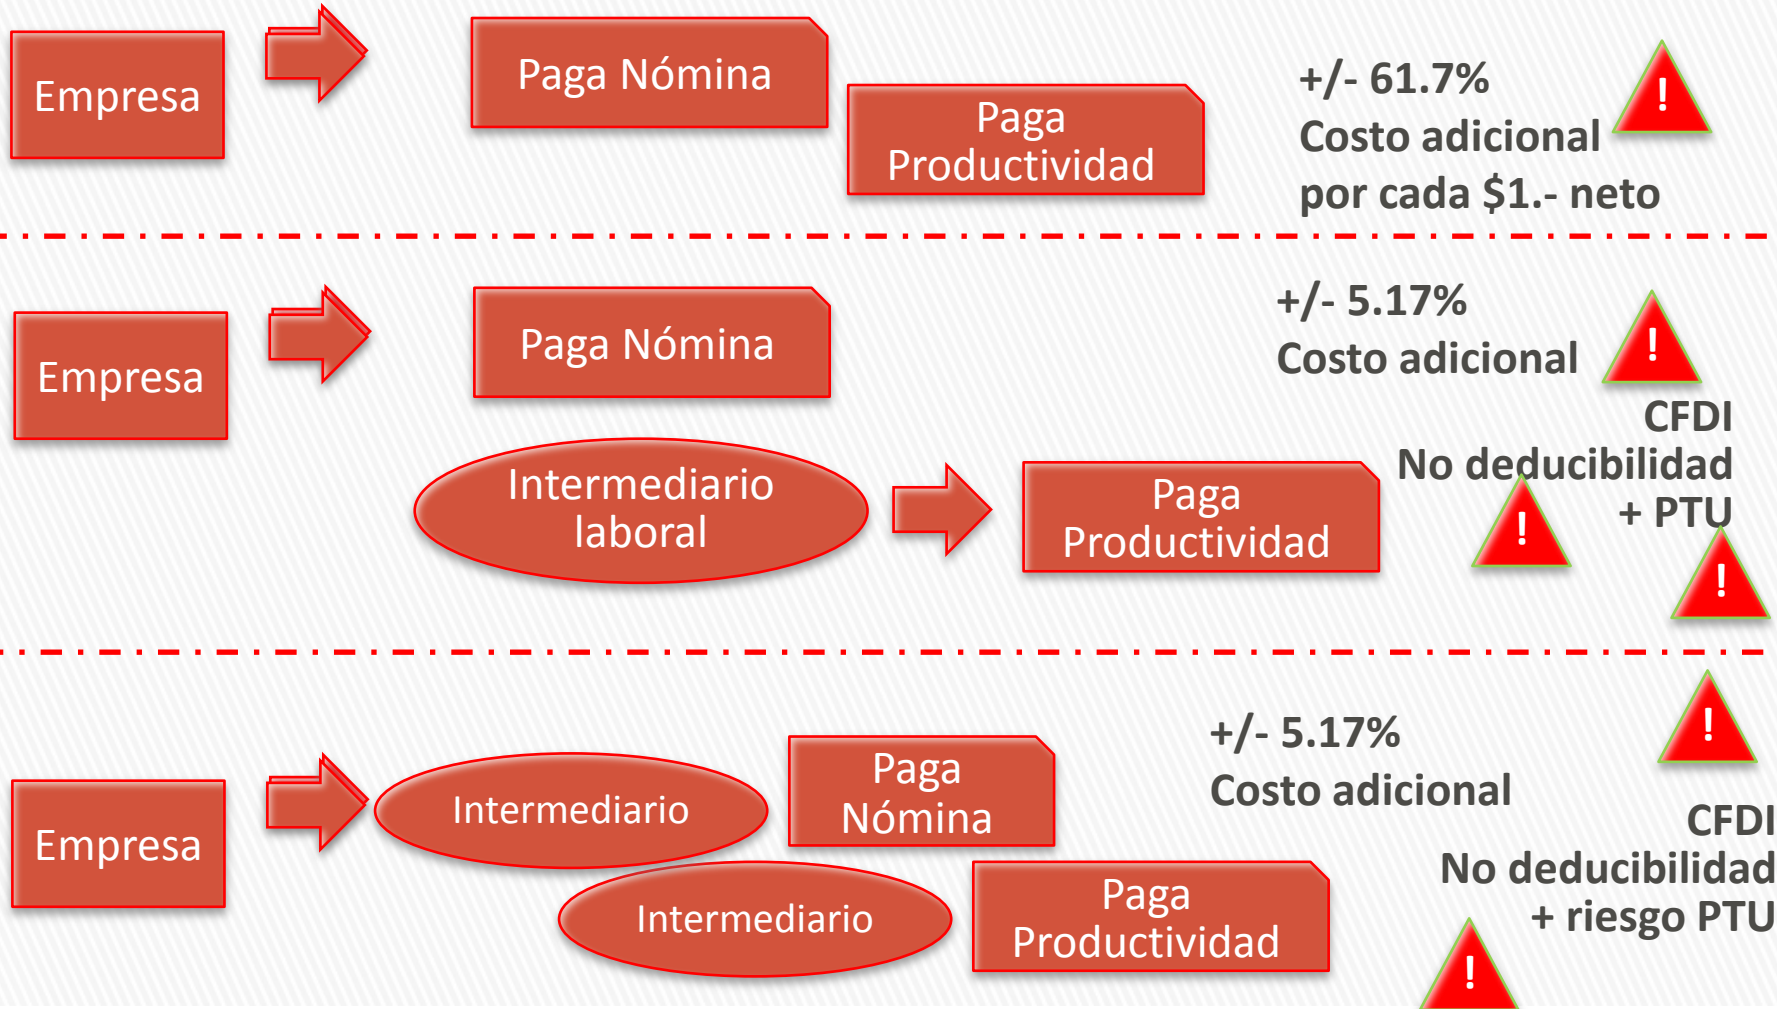 Empresa
Paga Nómina
Paga
Productividad
+/- 61.7%
Costo adicional
por cada $1.- neto
!
Empresa
Paga Nómina
Intermediario
laboral
Paga
Productividad
+/- 5.17%
Costo adicional
!
CFDI
No deducibilidad
+ PTU
!
!
Empresa
Intermediario
Paga
Nómina
Intermediario
Paga
Productividad
+/- 5.17%
Costo adicional
!
CFDI
No deducibilidad
+ riesgo PTU
!